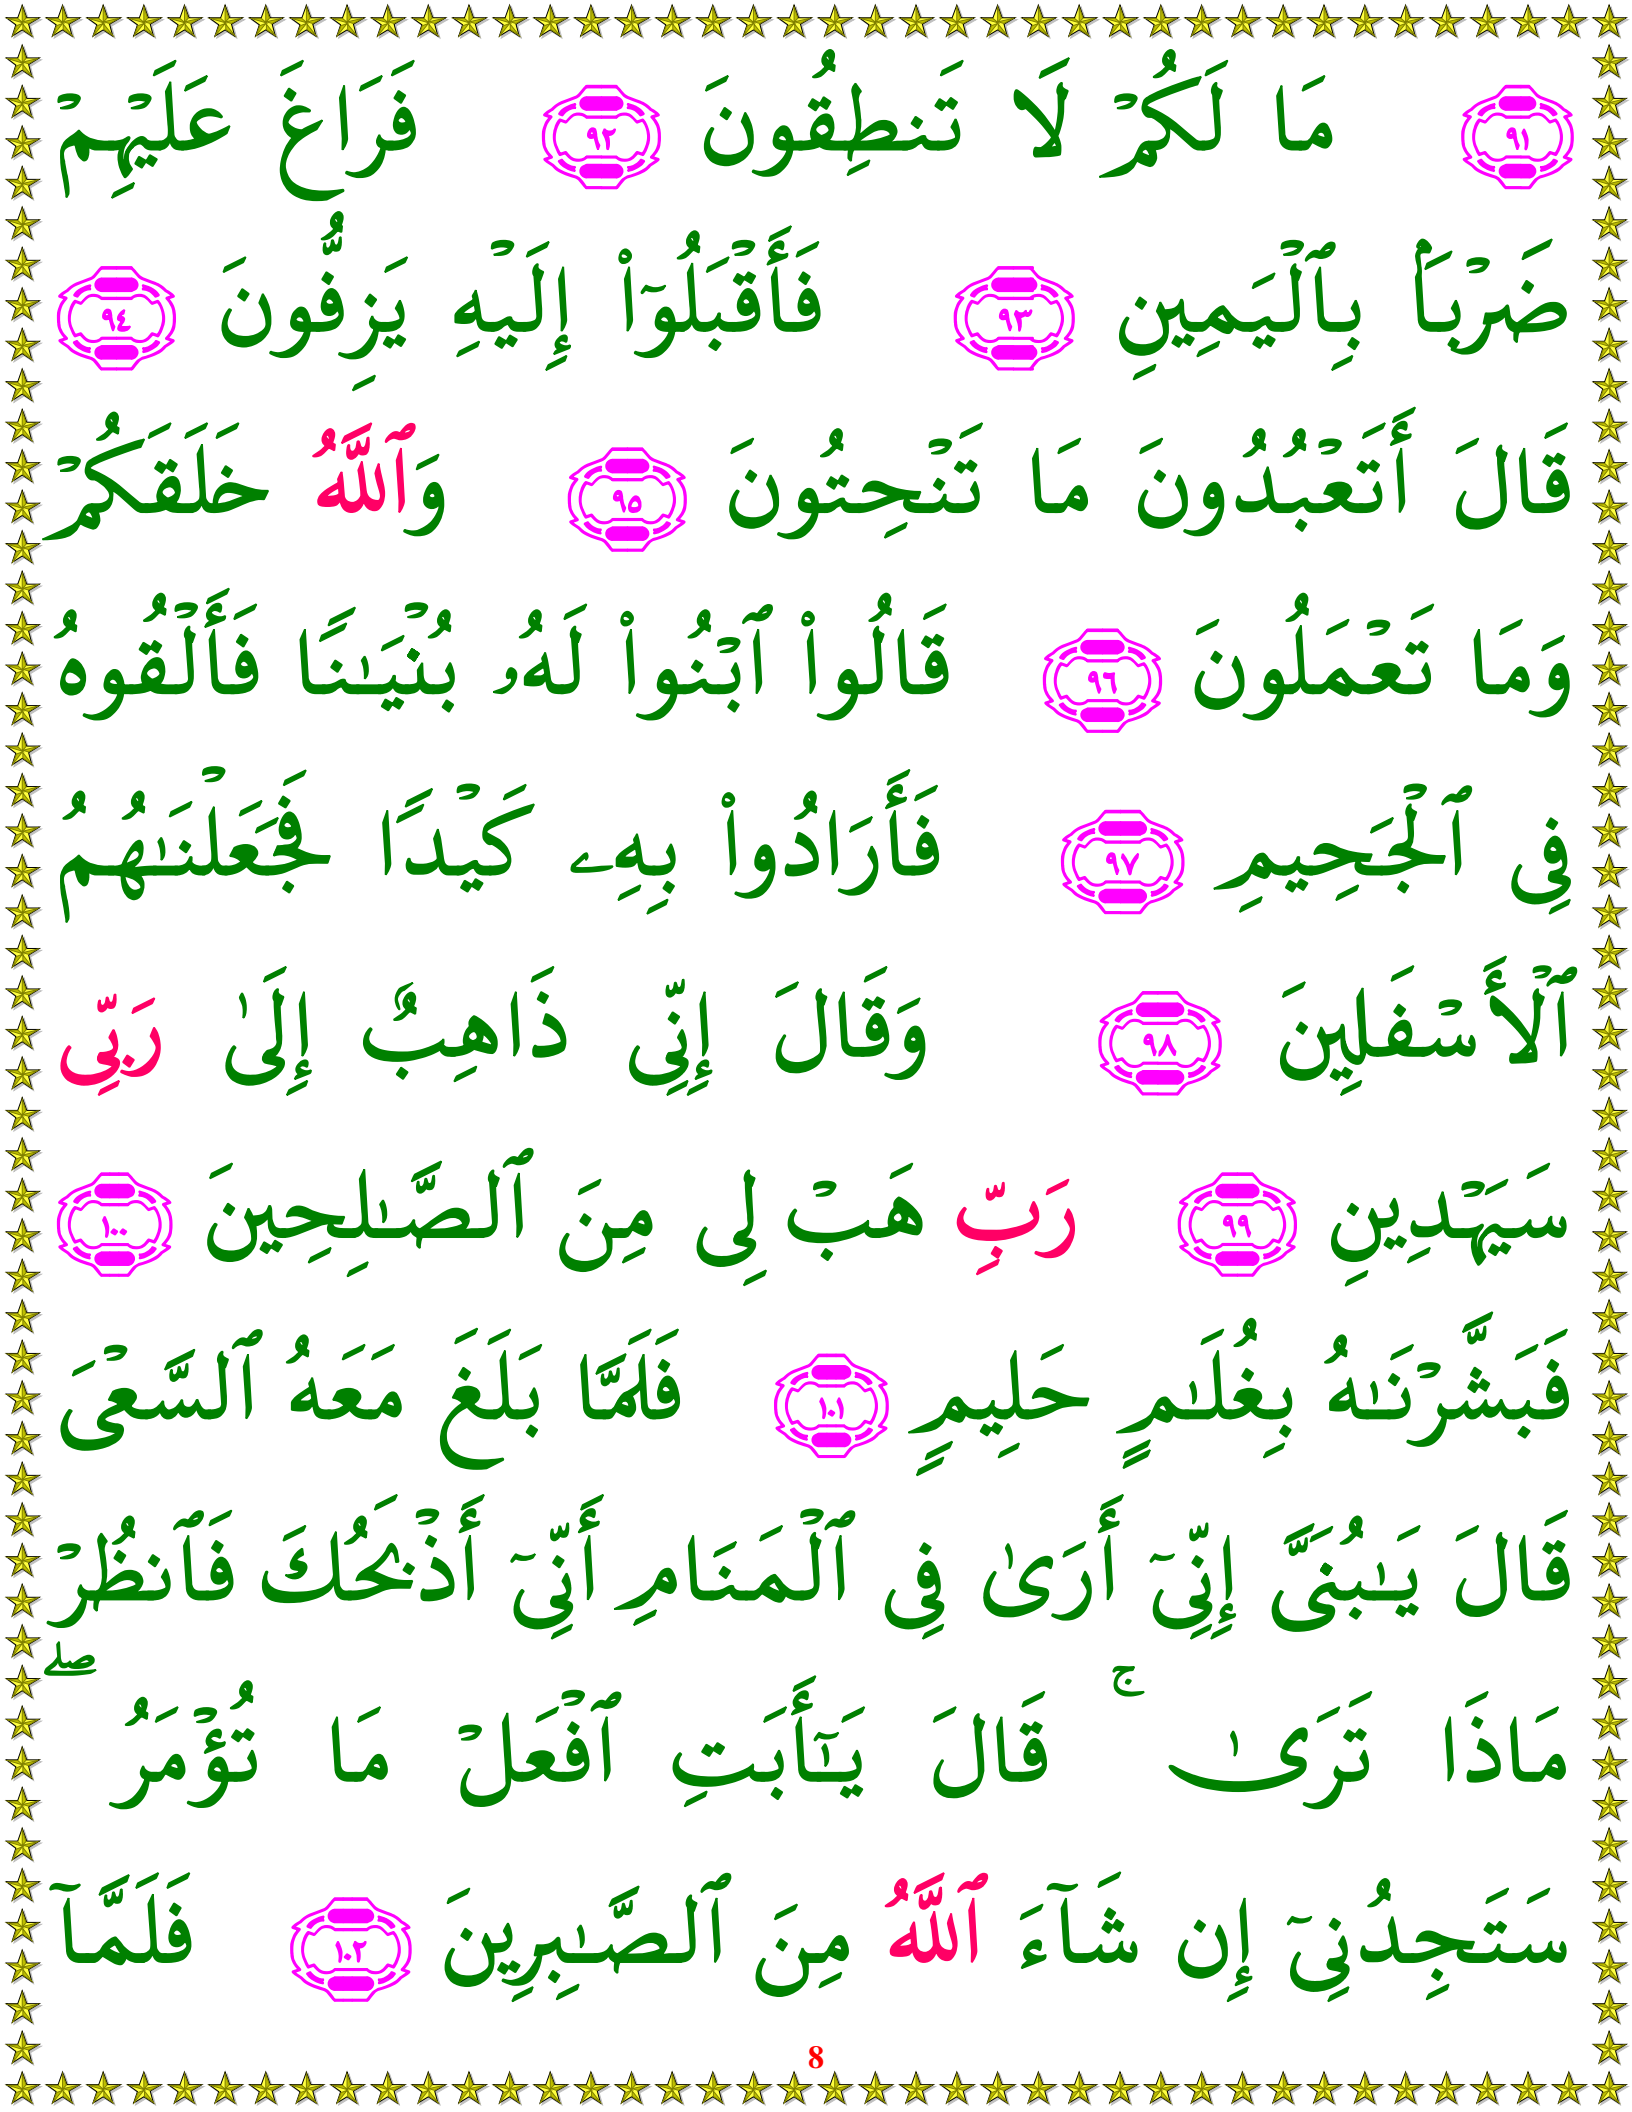 ٩١ مَا لَكُمْ لَا تَنطِقُونَ ٩٢ فَرَاغَ عَلَيْهِمْ
ضَرْبًۢا بِٱلْيَمِينِ ٩٣ فَأَقْبَلُوٓا۟ إِلَيْهِ يَزِفُّونَ ٩٤
قَالَ أَتَعْبُدُونَ مَا تَنْحِتُونَ ٩٥ وَٱللَّهُ خَلَقَكُمْ
وَمَا تَعْمَلُونَ ٩٦ قَالُوا۟ ٱبْنُوا۟ لَهُۥ بُنْيَـٰنًا فَأَلْقُوهُ
فِى ٱلْجَحِيمِ ٩٧ فَأَرَادُوا۟ بِهِۦ كَيْدًا فَجَعَلْنَـٰهُمُ
ٱلْأَسْفَلِينَ ٩٨ وَقَالَ إِنِّى ذَاهِبٌ إِلَىٰ رَبِّى
سَيَهْدِينِ ٩٩ رَبِّ هَبْ لِى مِنَ ٱلصَّـٰلِحِينَ ١٠٠
فَبَشَّرْنَـٰهُ بِغُلَـٰمٍ حَلِيمٍ ١٠١ فَلَمَّا بَلَغَ مَعَهُ ٱلسَّعْىَ
قَالَ يَـٰبُنَىَّ إِنِّىٓ أَرَىٰ فِى ٱلْمَنَامِ أَنِّىٓ أَذْبَحُكَ فَٱنظُرْ
مَاذَا تَرَىٰ ۚ قَالَ يَـٰٓأَبَتِ ٱفْعَلْ مَا تُؤْمَرُ ۖ
سَتَجِدُنِىٓ إِن شَآءَ ٱللَّهُ مِنَ ٱلصَّـٰبِرِينَ ١٠٢ فَلَمَّآ
8